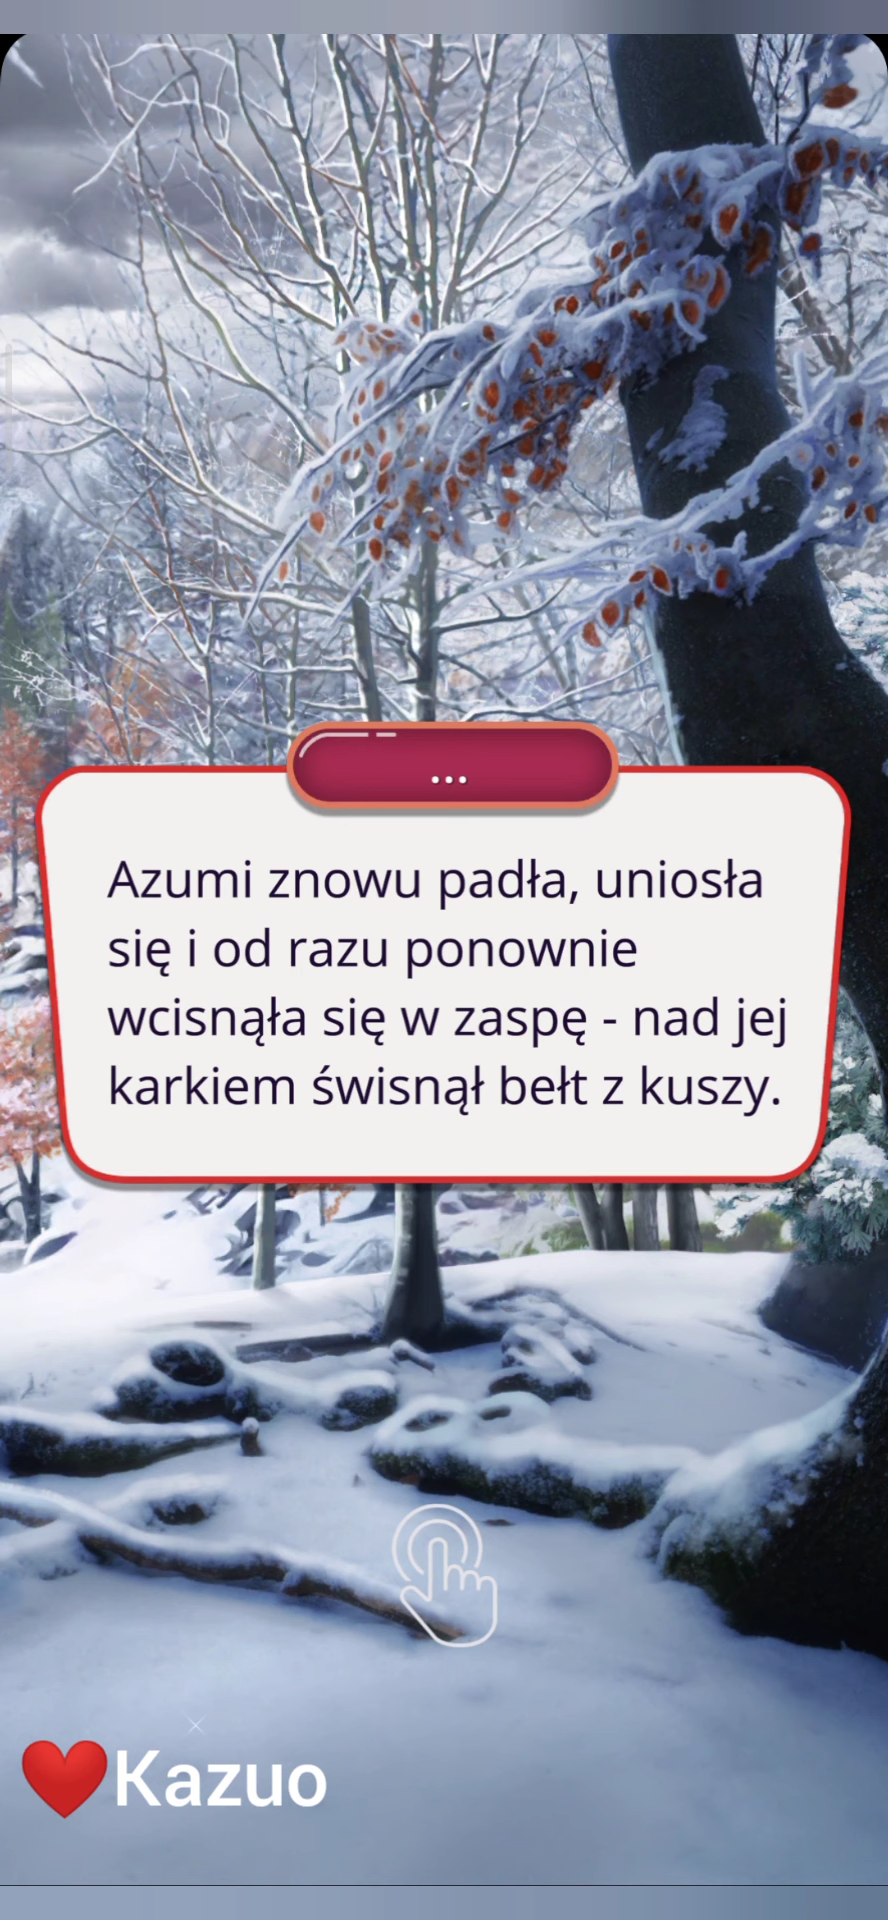 ...
Azumi znowu padła, uniosła
się i od razu ponownie
wcisnęła się w zaspę - nad jej
karkiem świsnął bełt z kuszy.
❤️Kazuo